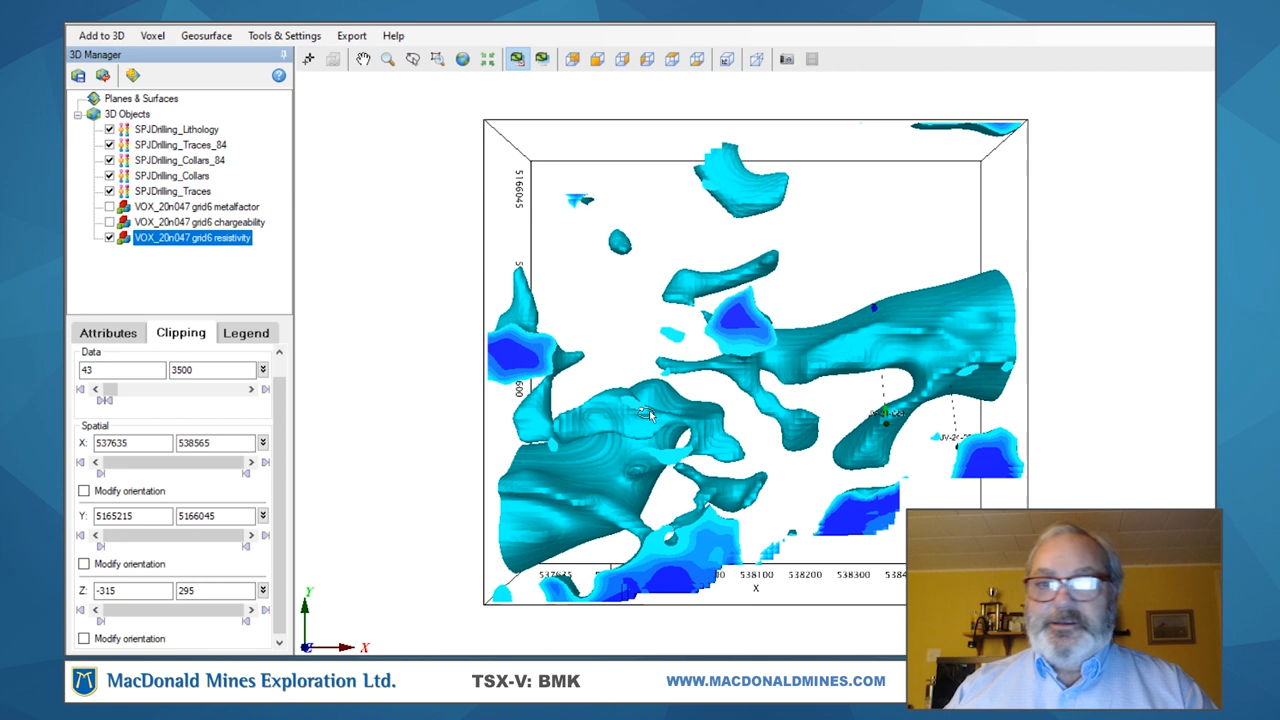 Add to 3D Voxel Geosurface Tools & Settings Export Help
3D Manager
Planes & Surfaces
3D Objects
SPJDrilling_Lithology
SPJDrilling_Traces_84
SPJDrilling_Collars_84
SPJDrilling_Collars
SPJDrilling_Traces
VOX_20n047 grid6 metalfactor
VOX_20n047 grid6 chargeability
VOX_20n047 grid6 resistivity
Attributes Clipping Legend
Data
43 3500
Spatial
X: 537635 538565
Modify orientation
Y: 5165215 5166045
Modify orientation
Z: -315 295
Modify orientation
5166045
538100 538200 538300
X
Y
X
MacDonald Mines Exploration Ltd. TSX-V: BMK WWW.MACDONALDMINES.COM